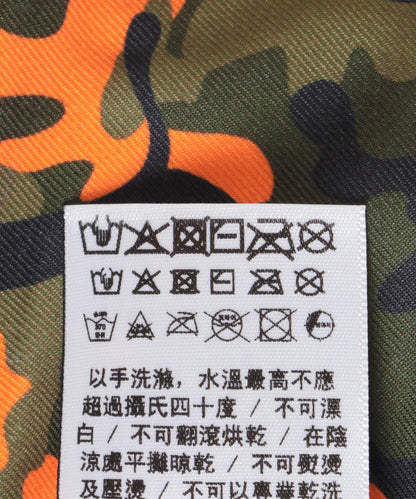 以手洗滌，水溫最高不應
超過攝氏四十度 / 不可漂
白 / 不可翻滾烘乾 / 在陰
涼處平攤晾乾 / 不可熨燙
及壓燙 / 不可以專業乾洗